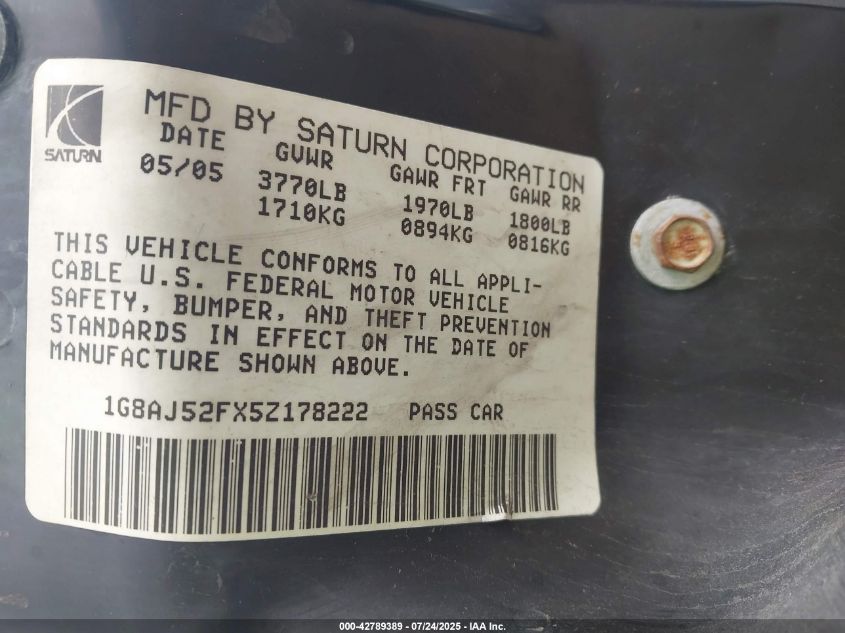 MFD BY SATURN CORPORATION
SATURN
DATE GVWR GAWR FRT GAWR RR
05/05 3770LB 1970LB 1800LB
1710KG 0894KG 0816KG
THIS VEHICLE CONFORMS TO ALL APPLI-
CABLE U.S. FEDERAL MOTOR VEHICLE
SAFETY, BUMPER, AND THEFT PREVENTION
STANDARDS IN EFFECT ON THE DATE OF
MANUFACTURE SHOWN ABOVE.
1G8AJ52FX5Z178222 PASS CAR
000-42789389 - 07/24/2025 - IAA Inc.